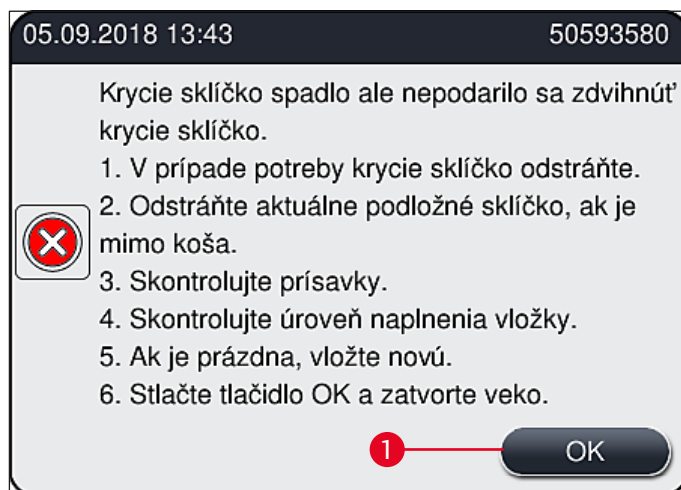 05.09.2018 13:43 50593580
Krycie sklíčko spadlo ale nepodarilo sa zdvihnúť
krycie sklíčko.
1. V prípade potreby krycie sklíčko odstráňte.
2. Odstráňte aktuálne podložné sklíčko, ak je
mimo koša.
3. Skontrolujte prísavky.
4. Skontrolujte úroveň naplnenia vložky.
5. Ak je prázdna, vložte novú.
6. Stlačte tlačidlo OK a zatvorte veko.
1 OK